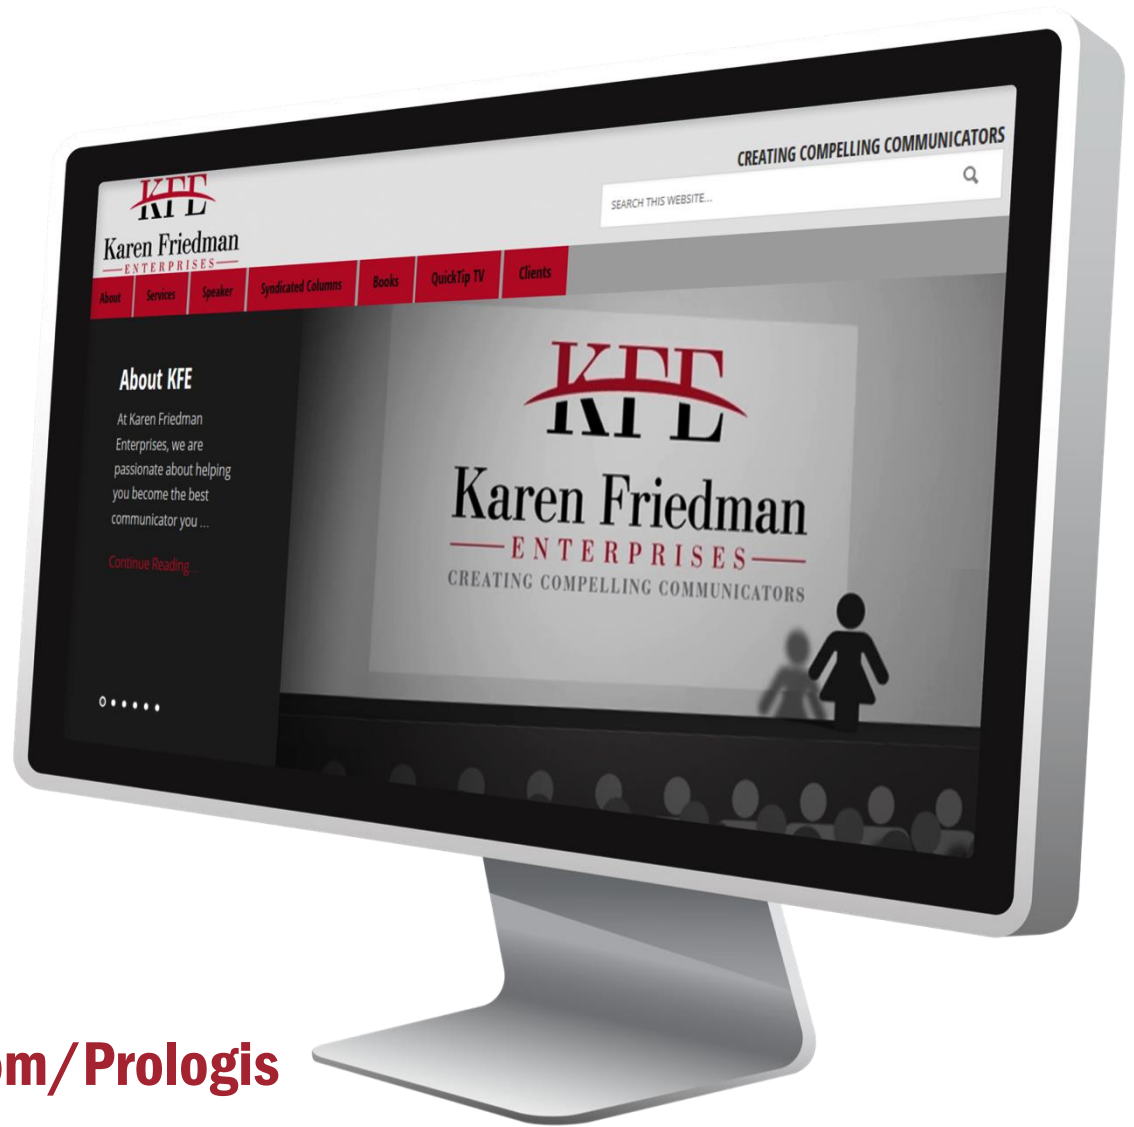 CREATING COMPELLING COMMUNICATORS
KFE
Karen Friedman
ENTERPRISES
SEARCH THIS WEBSITE...
About
Services
Speaker
Syndicated Columns
Books
QuickTip TV
Clients
About KFE
At Karen Friedman
Enterprises, we are
passionate about helping
you become the best
communicator you ...
Continue Reading...
KFE
Karen Friedman
ENTERPRISES
CREATING COMPELLING COMMUNICATORS
om/Prologis